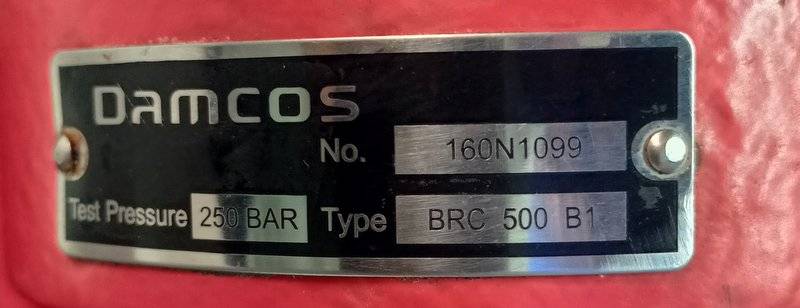 DAMCOS
No. 160N1099
Test Pressure 250 BAR Type BRC 500 B1